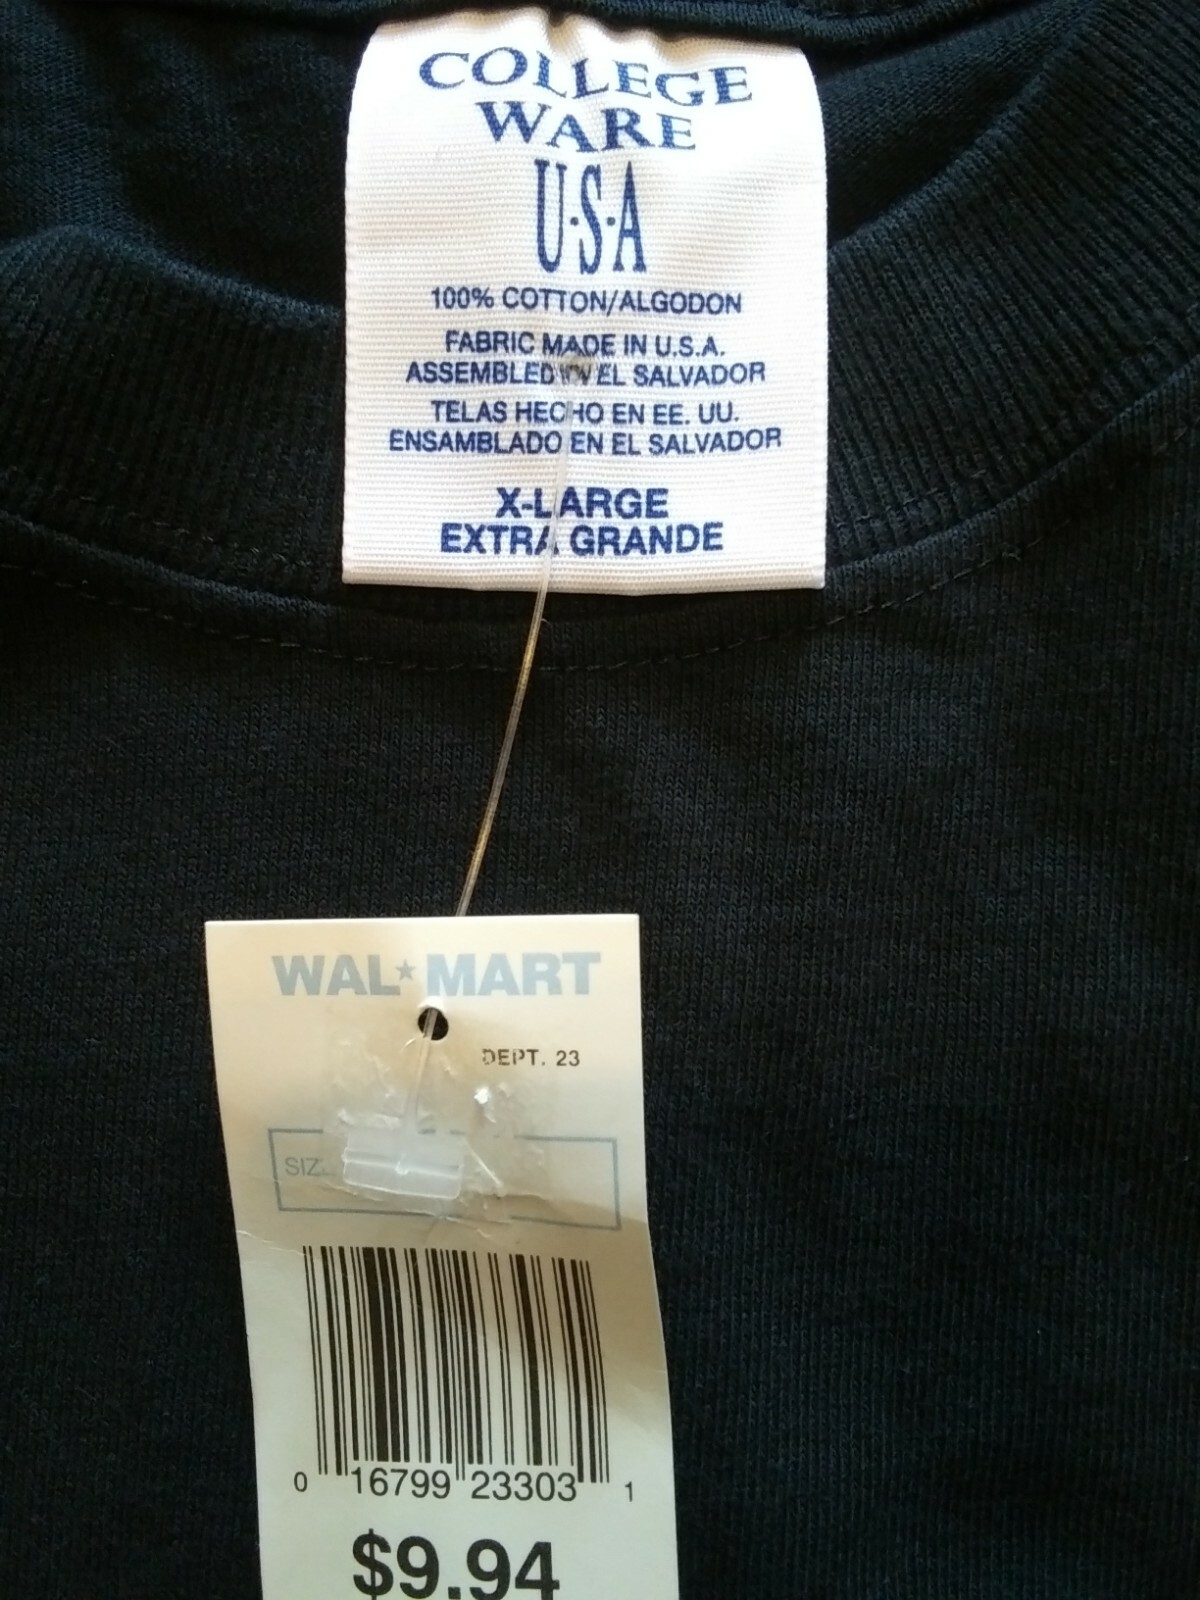 COLLEGE
WARE
U·S·A
100% COTTON/ALGODON
FABRIC MADE IN U.S.A.
ASSEMBLED IN EL SALVADOR
TELAS HECHO EN EE. UU.
ENSAMBLADO EN EL SALVADOR
X-LARGE
EXTRA GRANDE
WAL★MART
DEPT. 23
SIZE
0 16799 23303 1
$9.94